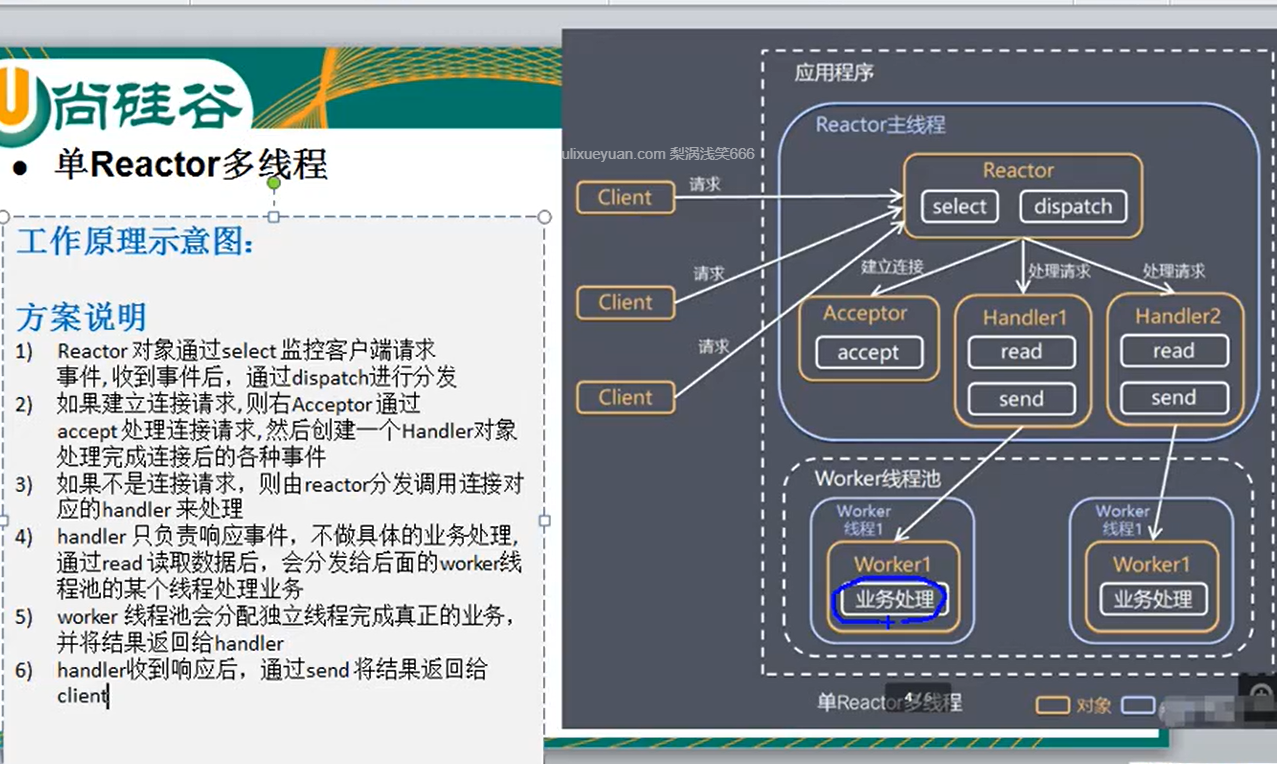 尚硅谷
● 单Reactor多线程
工作原理示意图:
方案说明
1) Reactor 对象通过select 监控客户端请求
事件, 收到事件后，通过dispatch进行分发
2) 如果建立连接请求, 则右Acceptor 通过
accept 处理连接请求, 然后创建一个Handler对象
处理完成连接后的各种事件
3) 如果不是连接请求，则由reactor分发调用连接对
应的handler 来处理
4) handler 只负责响应事件，不做具体的业务处理,
通过read 读取数据后，会分发给后面的worker线
程池的某个线程处理业务
5) worker 线程池会分配独立线程完成真正的业务，
并将结果返回给handler
6) handler收到响应后，通过send 将结果返回给
client
ulixueyuan.com 梨涡浅笑666
应用程序
Reactor主线程
Reactor
select
dispatch
Client
请求
Client
请求
Client
请求
建立连接
处理请求
处理请求
Acceptor
accept
Handler1
read
send
Handler2
read
send
Worker线程池
Worker
线程1
Worker1
业务处理
Worker
线程1
Worker1
业务处理
单Reactor多线程
4/6
对象